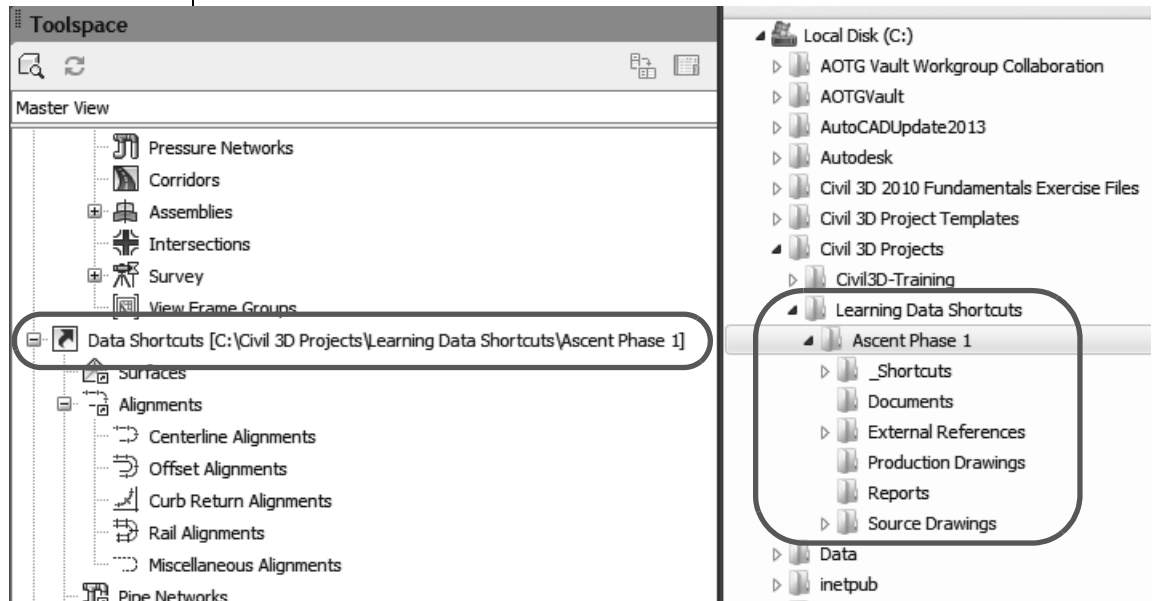 Toolspace
Master View
Pressure Networks
Corridors
Assemblies
Intersections
Survey
View Frame Groups
Data Shortcuts [C:\Civil 3D Projects\Learning Data Shortcuts\Ascent Phase 1]
Surfaces
Alignments
Centerline Alignments
Offset Alignments
Curb Return Alignments
Rail Alignments
Miscellaneous Alignments
Pipe Networks
Local Disk (C:)
AOTG Vault Workgroup Collaboration
AOTGVault
AutoCADUpdate2013
Autodesk
Civil 3D 2010 Fundamentals Exercise Files
Civil 3D Project Templates
Civil 3D Projects
Civil3D-Training
Learning Data Shortcuts
Ascent Phase 1
_Shortcuts
Documents
External References
Production Drawings
Reports
Source Drawings
Data
inetpub